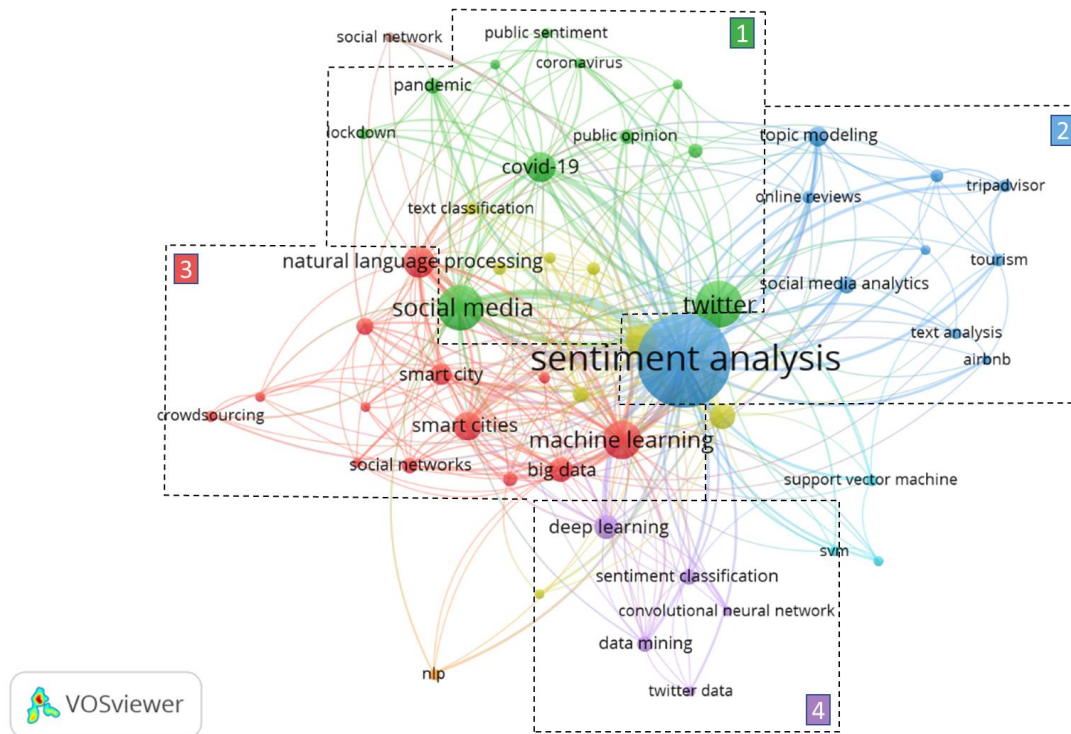 social network
public sentiment
1
coronavirus
pandemic
lockdown
public opinion
topic modeling
2
covid-19
tripadvisor
online reviews
text classification
3
natural language processing
tourism
social media analytics
social media
twitter
text analysis
sentiment analysis
airbnb
smart city
crowdsourcing
smart cities
machine learning
social networks
big data
support vector machine
deep learning
svm
sentiment classification
convolutional neural network
data mining
nlp
twitter data
VOSviewer
4